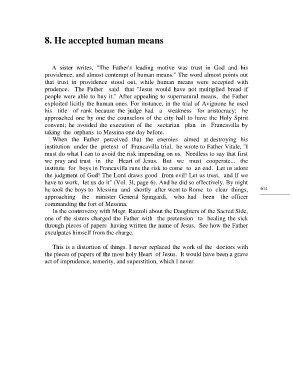 8. He accepted human means
A sister writes, "The Father's leading motive was trust in God and his
providence, and almost contempt of human means." The word almost points out
that trust in providence stood out, while human means were accepted with
prudence. The Father said that "Jesus would have not multiplied bread if
people were able to buy it." After appealing to supernatural means, the Father
exploited licitly the human ones. For instance, in the trial of Avignone he used
his title of rank because the judge had a weakness for aristocracy; he
approached one by one the counselors of the city hall to have the Holy Spirit
convent; he avoided the execution of the sectarian plan in Francavilla by
taking the orphans to Messina one day before.
When the Father perceived that the enemies aimed at destroying his
institution under the pretext of Francavilla trial, he wrote to Father Vitale, "I
must do what I can to avoid the risk impending on us. Needless to say that first
we pray and trust in the Heart of Jesus. But we must cooperate... the
institute for boys in Francavilla runs the risk to come to an end. Let us adore
the judgment of God! The Lord draws good from evil! Let us trust, and if we
have to work, let us do it" (Vol. 31, page 6). And he did so effectively. By night
he took the boys to Messina and shortly after went to Rome to clear things,
approaching the minister General Spingardi, who had been the officer
commanding the fort of Messina.
In the controversy with Msgr. Razzoli about the Daughters of the Sacred Side,
one of the sisters charged the Father with the pretension to healing the sick
through pieces of papers having written the name of Jesus. See how the Father
exculpates himself from the charge.
This is a distortion of things. I never replaced the work of the doctors with
the pieces of papers of the most holy Heart of Jesus. It would have been a grave
act of imprudence, temerity, and superstition, which I never